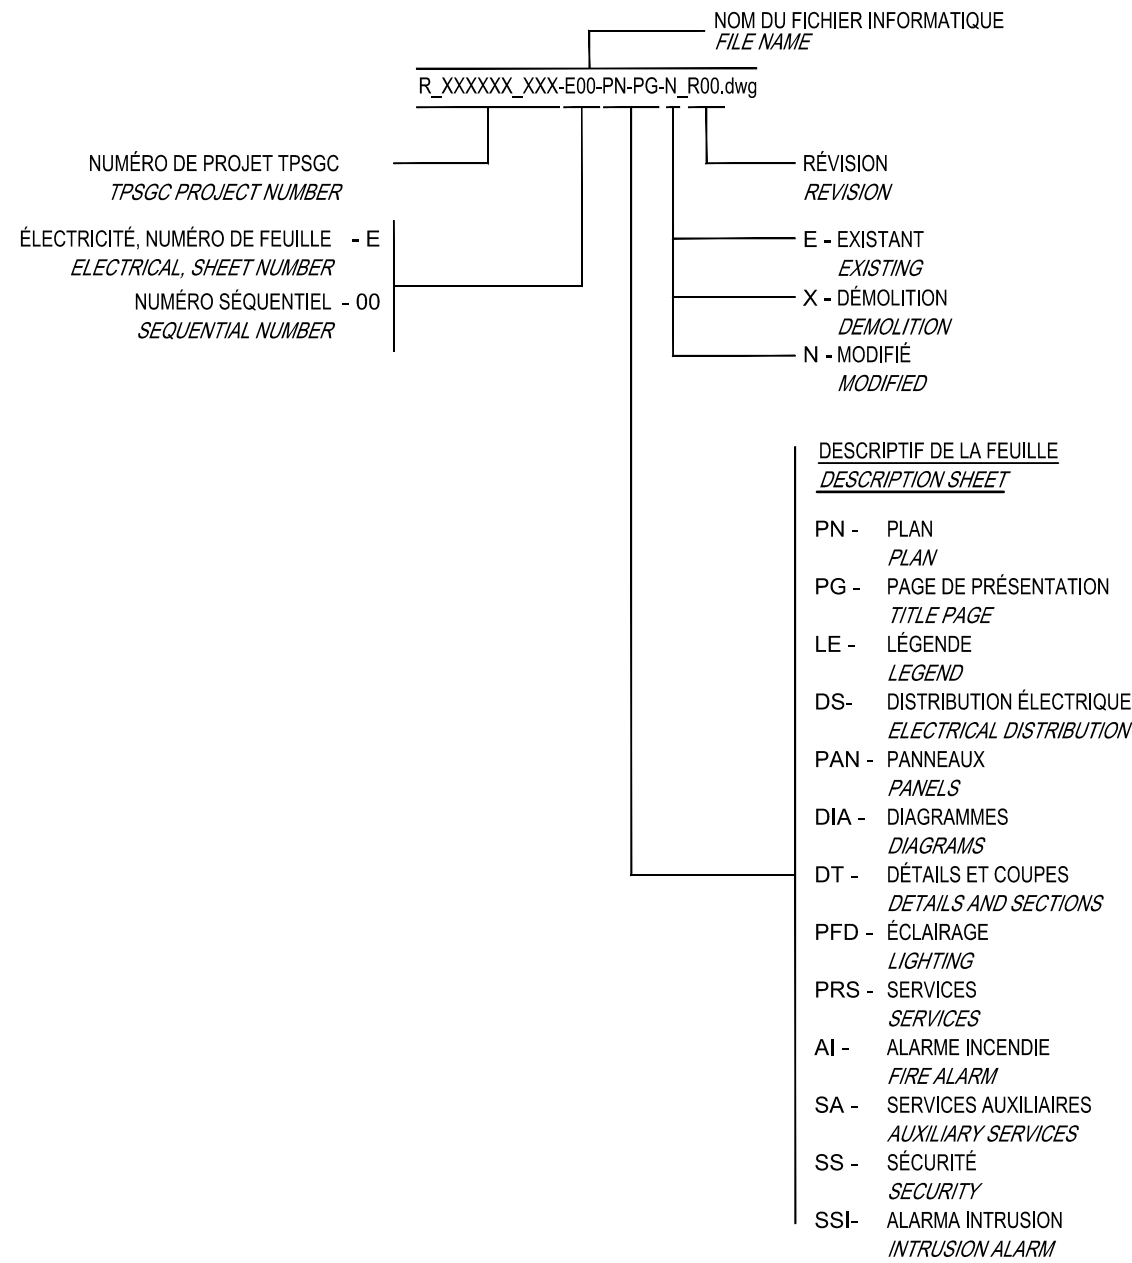 NOM DU FICHIER INFORMATIQUE
FILE NAME
R_XXXXXX_XXX-E00-PN-PG-N_R00.dwg
NUMÉRO DE PROJET TPSGC
TPSGC PROJECT NUMBER
RÉVISION
REVISION
ÉLECTRICITÉ, NUMÉRO DE FEUILLE - E
ELECTRICAL, SHEET NUMBER
NUMÉRO SÉQUENTIEL - 00
SEQUENTIAL NUMBER
E - EXISTANT
EXISTING
X - DÉMOLITION
DEMOLITION
N - MODIFIÉ
MODIFIED
DESCRIPTIF DE LA FEUILLE
DESCRIPTION SHEET
PN - PLAN
PLAN
PG - PAGE DE PRÉSENTATION
TITLE PAGE
LE - LÉGENDE
LEGEND
DS- DISTRIBUTION ÉLECTRIQUE
ELECTRICAL DISTRIBUTION
PAN - PANNEAUX
PANELS
DIA - DIAGRAMMES
DIAGRAMS
DT - DÉTAILS ET COUPES
DETAILS AND SECTIONS
PFD - ÉCLAIRAGE
LIGHTING
PRS - SERVICES
SERVICES
AI - ALARME INCENDIE
FIRE ALARM
SA - SERVICES AUXILIAIRES
AUXILIARY SERVICES
SS - SÉCURITÉ
SECURITY
SSI- ALARMA INTRUSION
INTRUSION ALARM